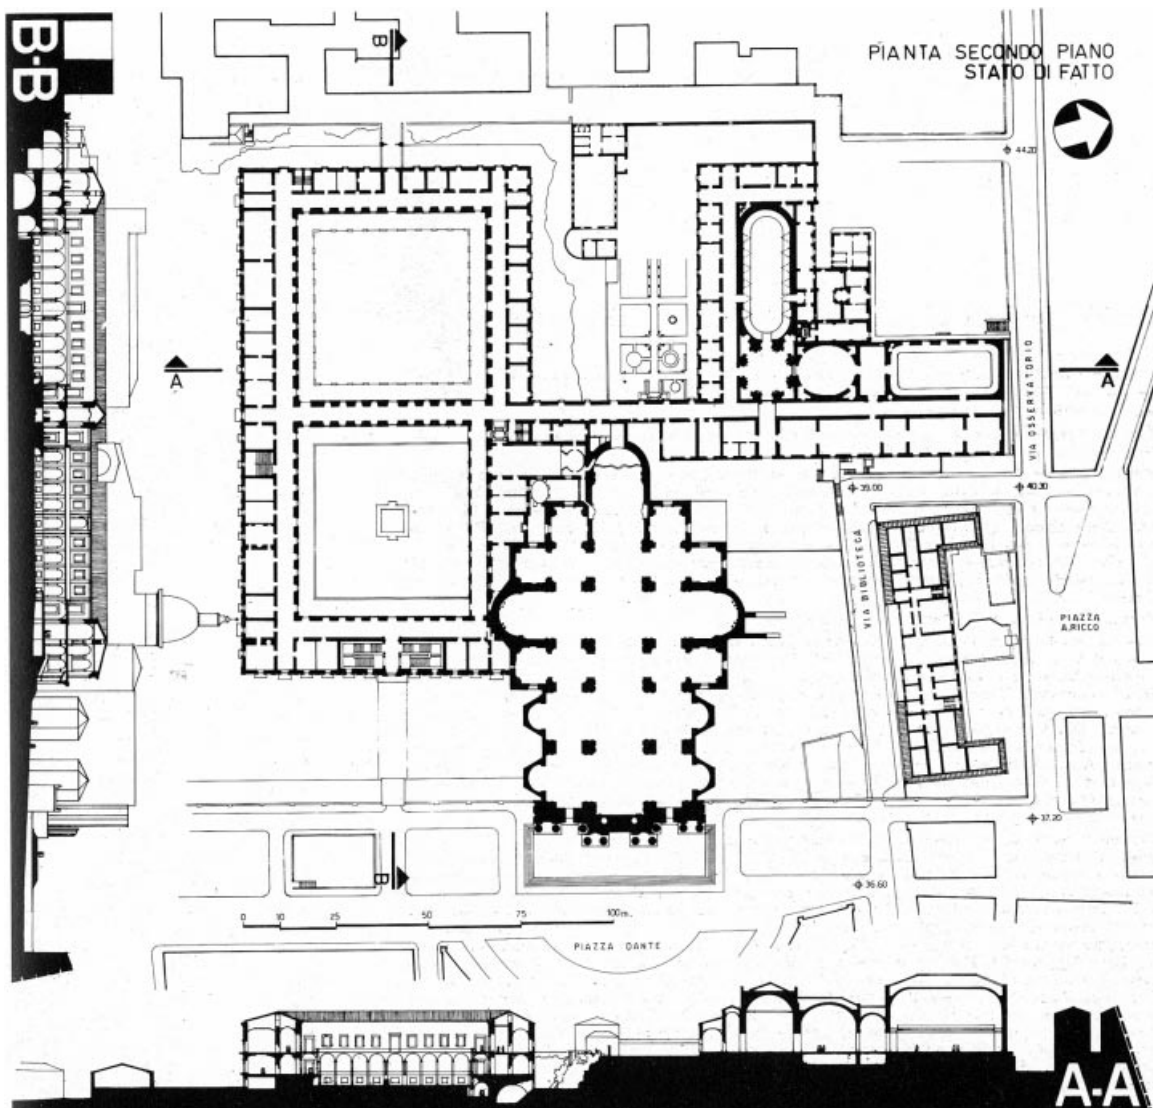 B-B
B
PIANTA SECONDO PIANO
STATO DI FATTO
44.20
A
A
VIA OSSERVATORIO
39.00
40.30
VIA BIBLIOTECA
PIAZZA
A.RICCO
37.20
B
36.60
0 10 25 50 75 100m.
PIAZZA DANTE
A-A